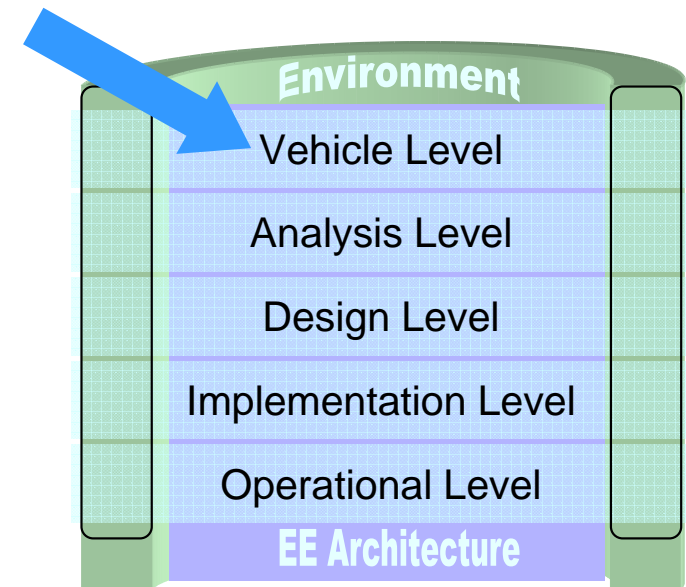 Environment
Vehicle Level
Analysis Level
Design Level
Implementation Level
Operational Level
EE Architecture